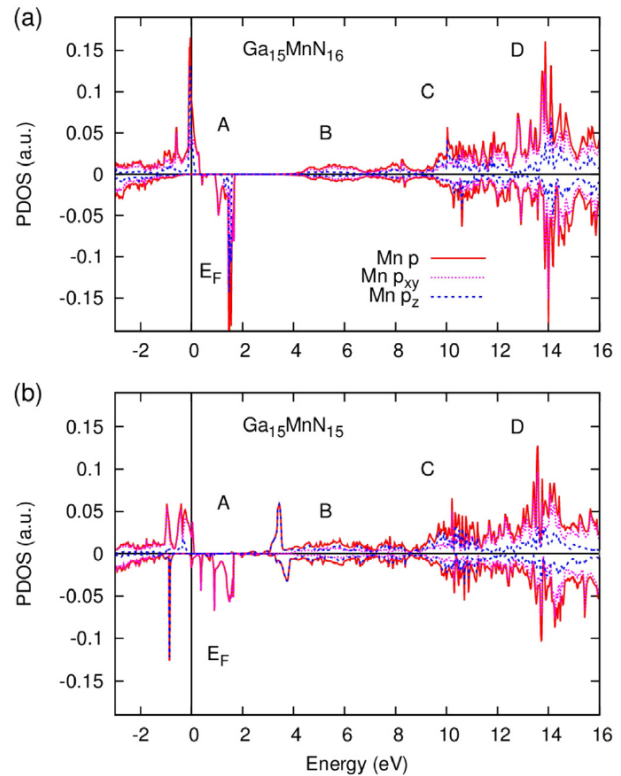 (a)
0.15
0.1
0.05
0
-0.05
-0.1
-0.15
PDOS (a.u.)
Ga15MnN16
A
B
C
D
EF
Mn p
Mn pxy
Mn pz
-2 0 2 4 6 8 10 12 14 16
(b)
0.15
0.1
0.05
0
-0.05
0.1
0.15
PDOS (a.u.)
Ga15MnN15
A
B
C
D
EF
-2 0 2 4 6 8 10 12 14 16
Energy (eV)